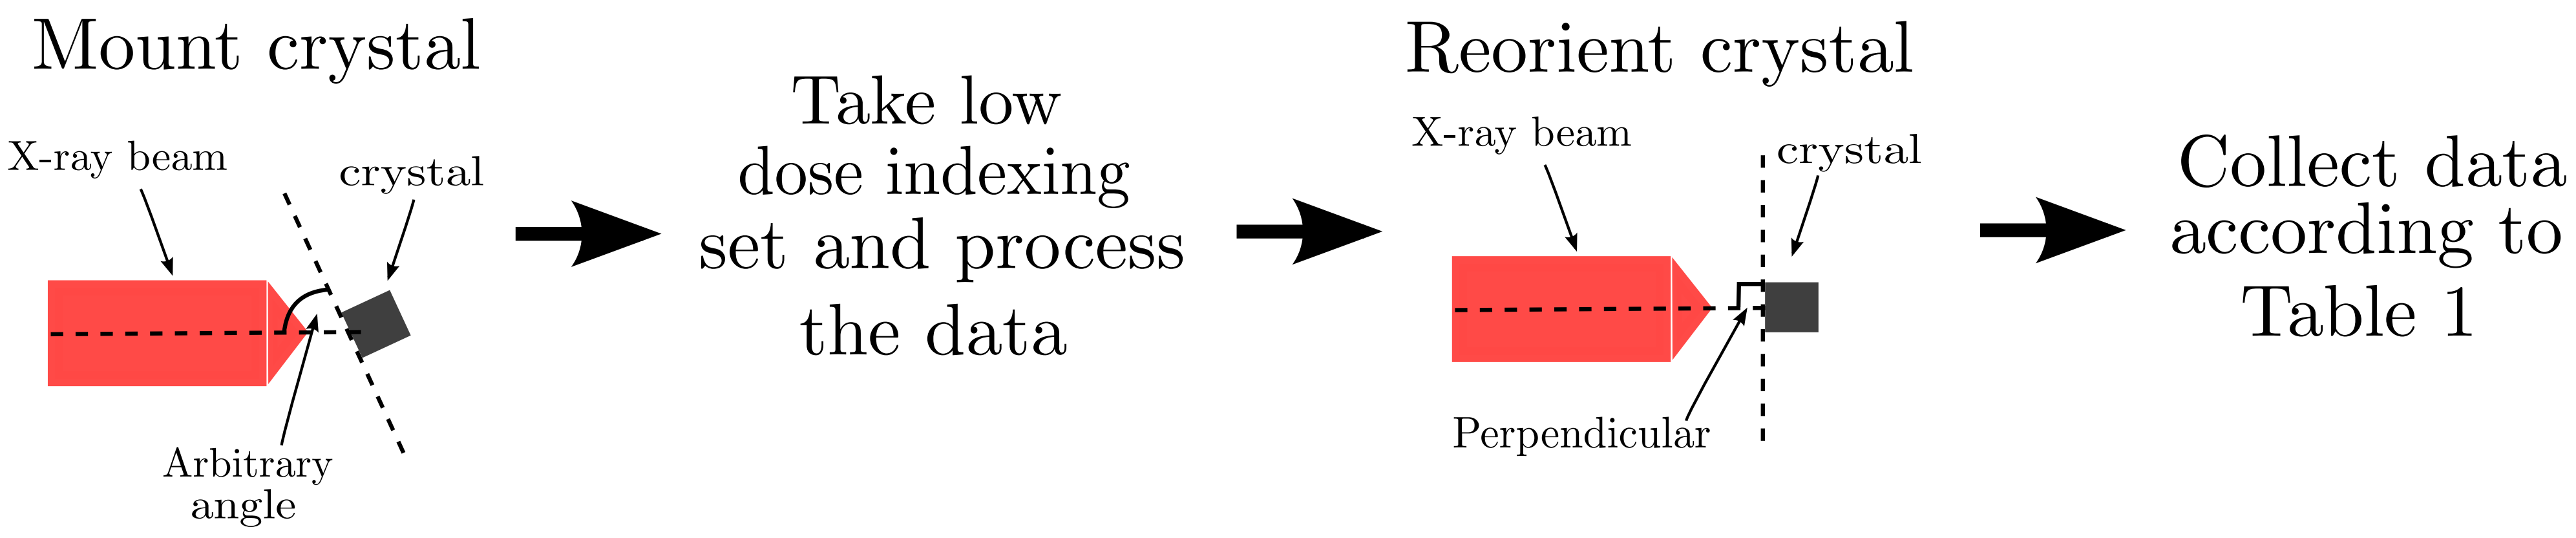 Mount crystal
X-ray beam
crystal
Arbitrary
angle
Take low
dose indexing
set and process
the data
Reorient crystal
X-ray beam
crystal
Perpendicular
Collect data
according to
Table 1